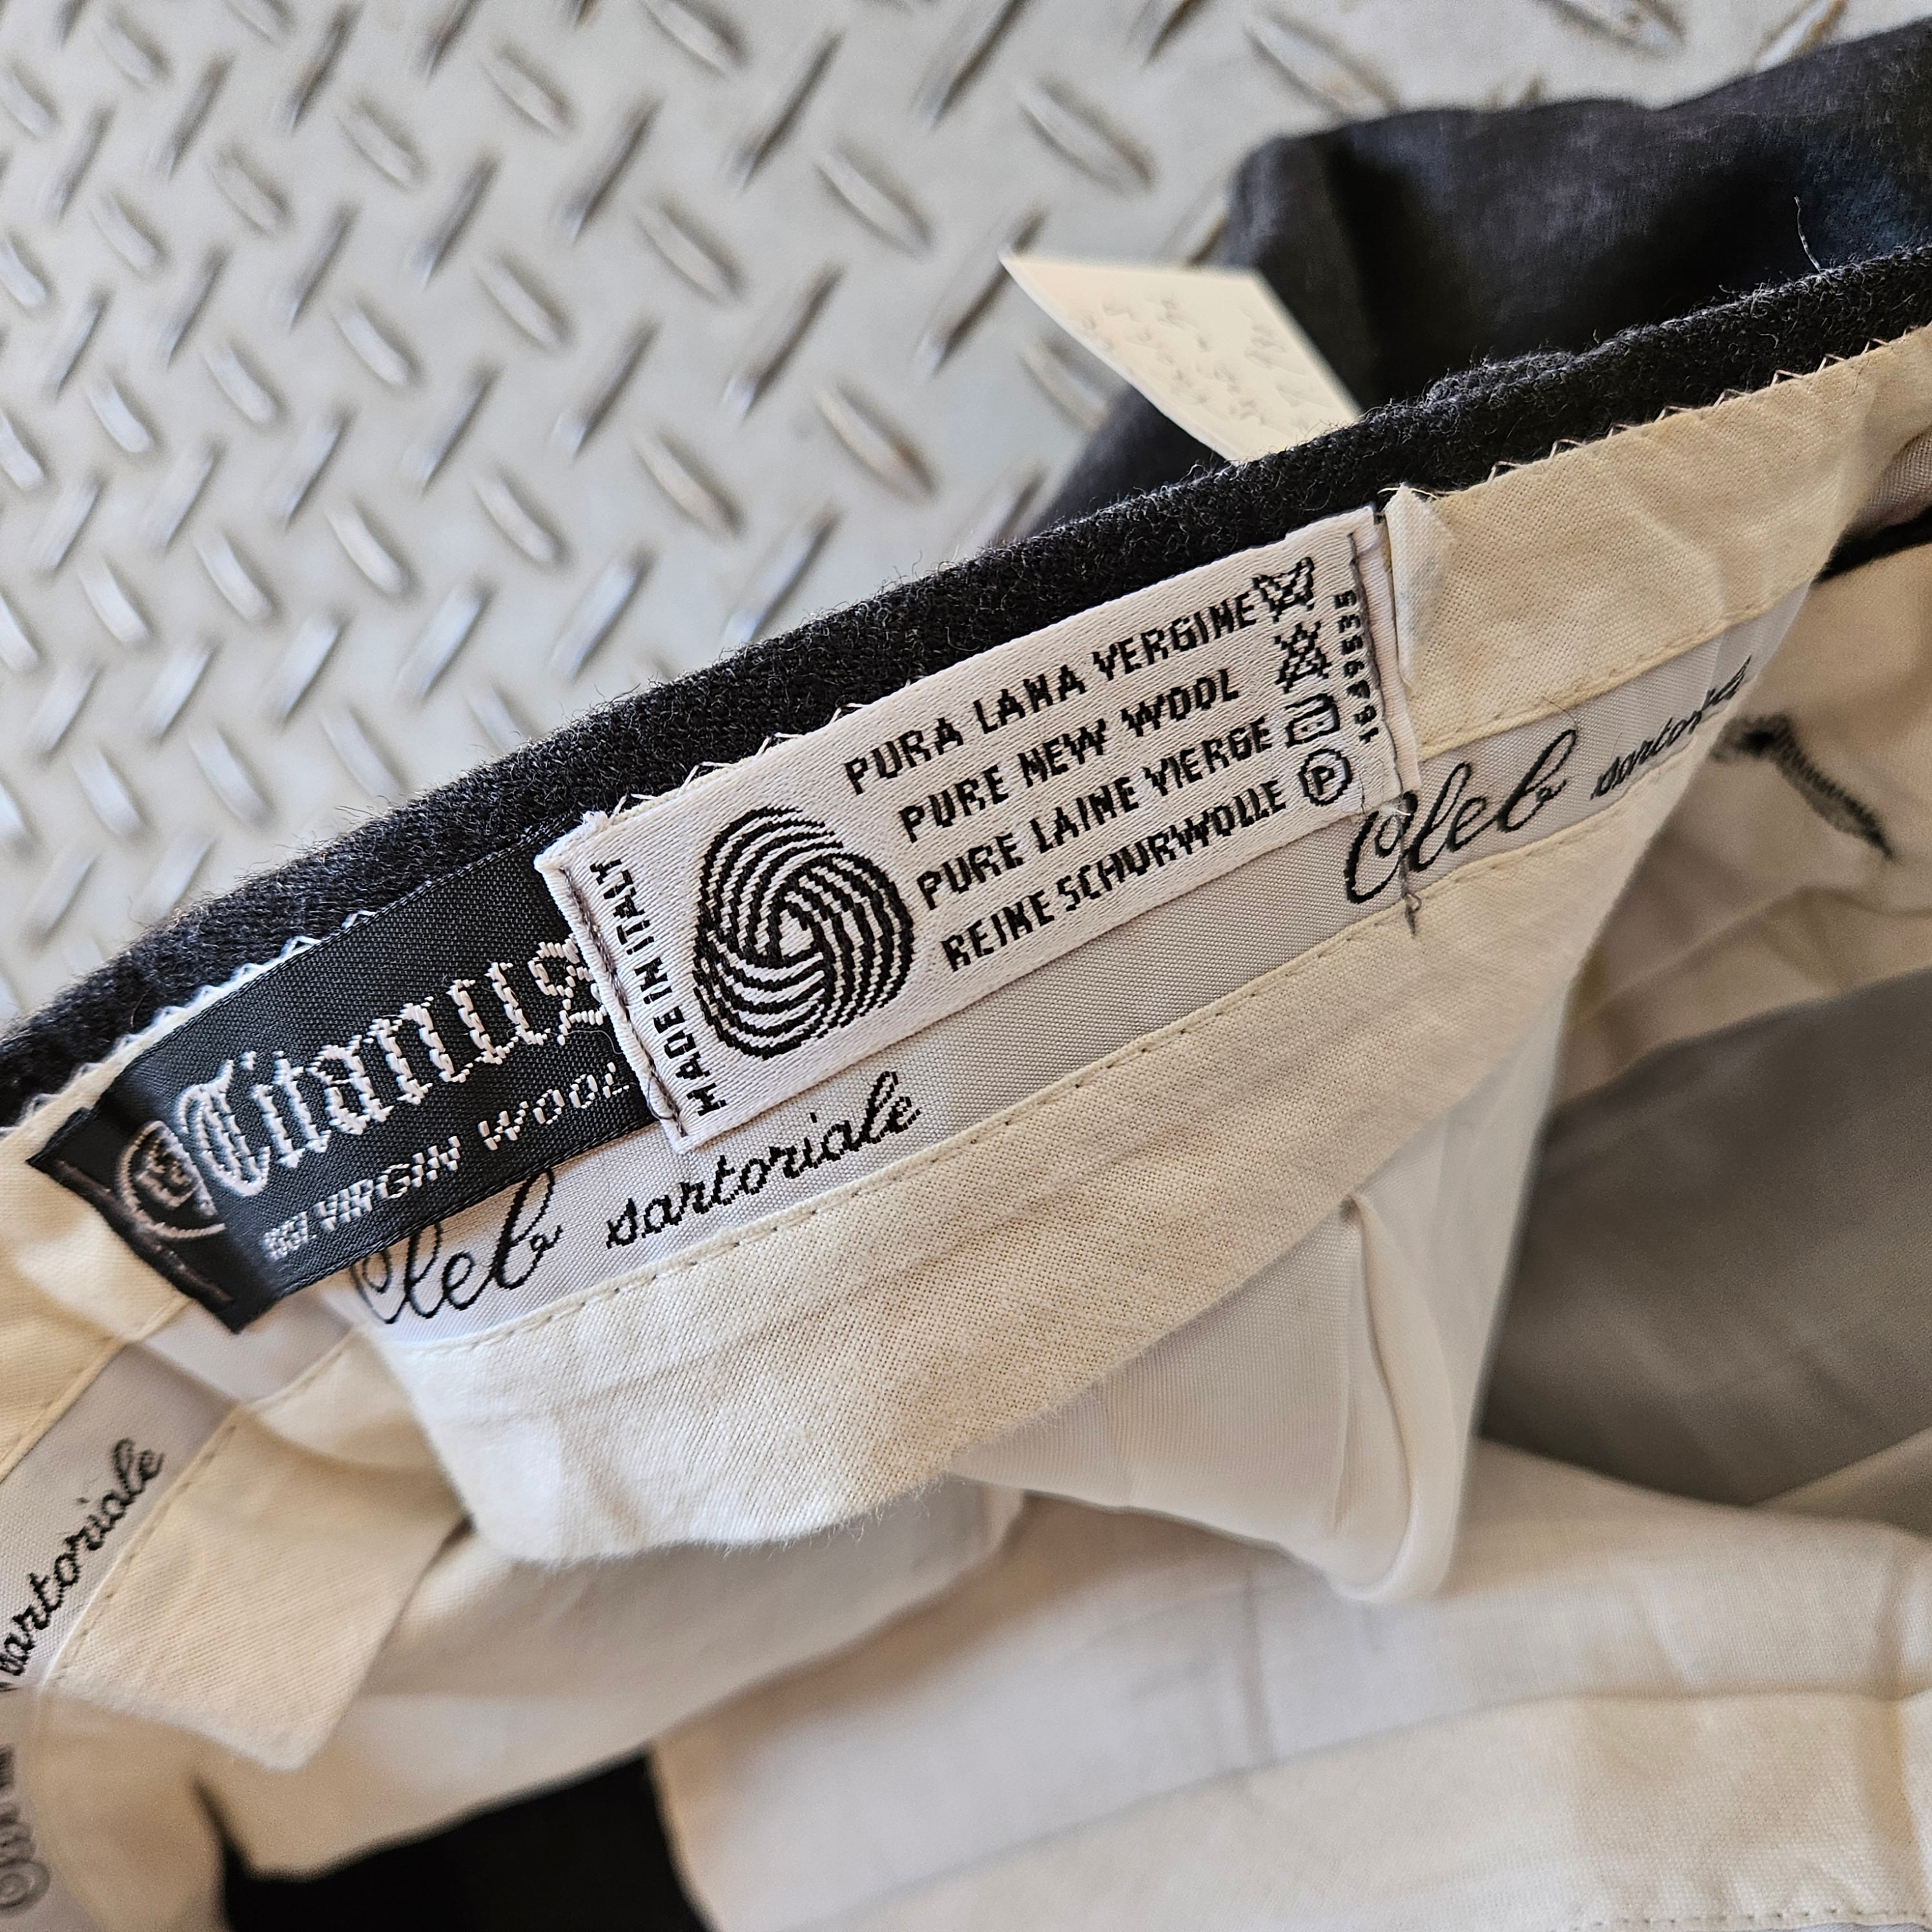 PURA LANA VERGINE
PURE NEW WOOL
PURE LAINE VIERGE
REINE SCHURWOLLE
P
MADE IN ITALY
Titanus
VIRGIN WOOL
Cleb sartoriale
Cleb sartoriale
sartoriale